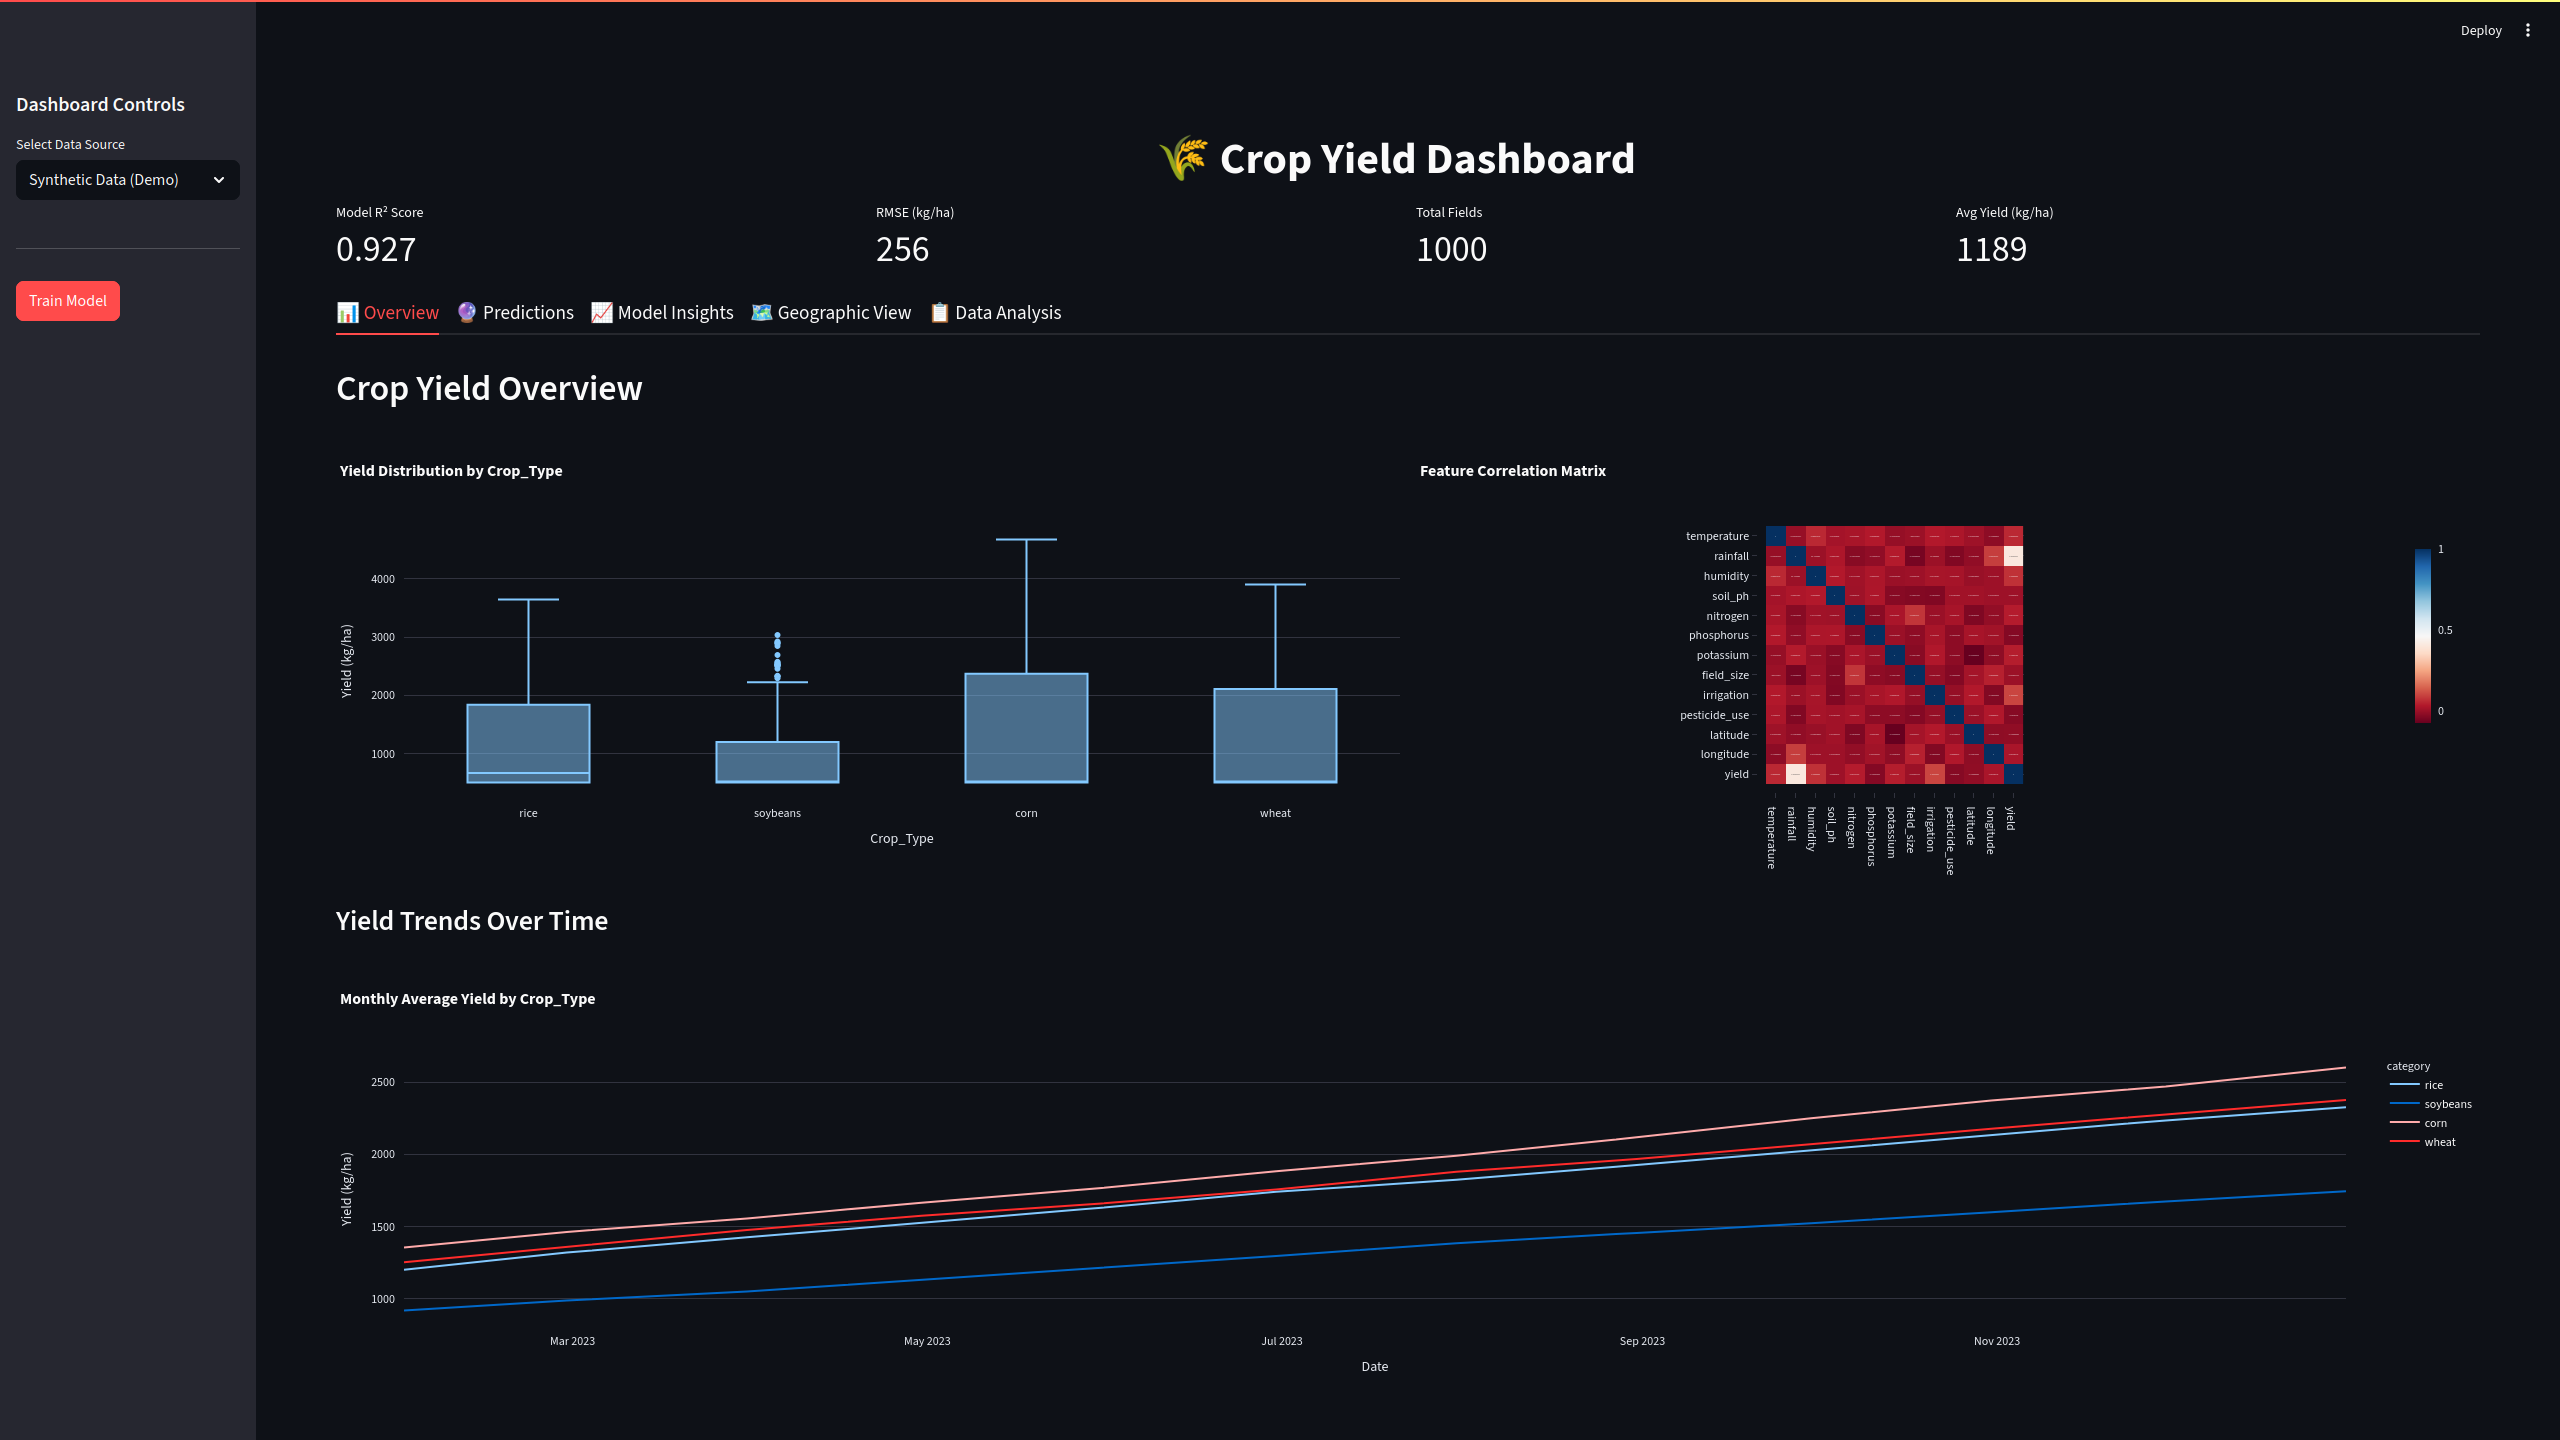 Deploy
Dashboard Controls
Select Data Source
Synthetic Data (Demo)
Train Model
🌾 Crop Yield Dashboard
Model R² Score
0.927
RMSE (kg/ha)
256
Total Fields
1000
Avg Yield (kg/ha)
1189
📊 Overview
🔮 Predictions
📈 Model Insights
🗺️ Geographic View
📋 Data Analysis
Crop Yield Overview
Yield Distribution by Crop_Type
Yield (kg/ha)
4000
3000
2000
1000
rice
soybeans
corn
wheat
Crop_Type
Feature Correlation Matrix
temperature
rainfall
humidity
soil_ph
nitrogen
phosphorus
potassium
field_size
irrigation
pesticide_use
latitude
longitude
yield
temperature
rainfall
humidity
soil_ph
nitrogen
phosphorus
potassium
field_size
irrigation
pesticide_use
latitude
longitude
yield
1
0.5
0
Yield Trends Over Time
Monthly Average Yield by Crop_Type
Yield (kg/ha)
2500
2000
1500
1000
Mar 2023
May 2023
Jul 2023
Sep 2023
Nov 2023
Date
category
rice
soybeans
corn
wheat